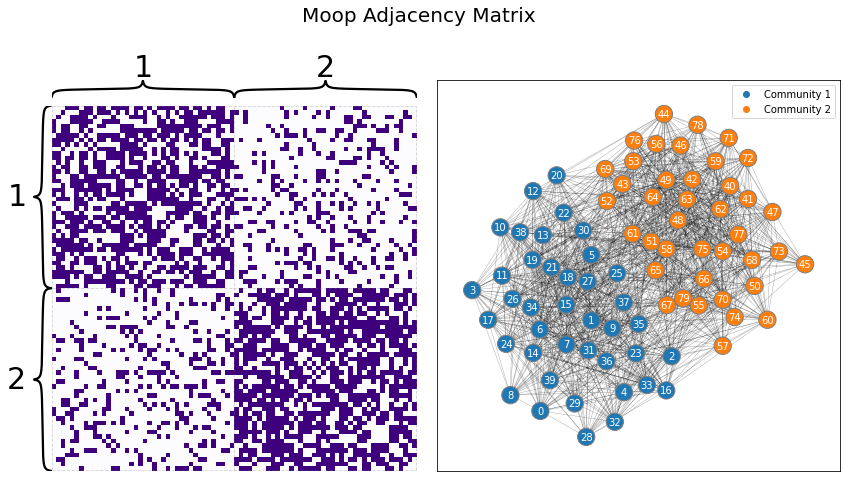 Moop Adjacency Matrix
1 2
1
2
Community 1
Community 2
44
78
76 56 46 71
53 59 72
69
20 43 49 42 40
12 52 64 63 41
22 62 47
48
10 38 13 30 61 77
51 58 75 54 73
5
19 21 25 65 68 45
11 18 27 66
3 50
26 34 15 37 67 79 55 70
17 1 35 74 60
6 9
24 7 57
14 31 36 23 2
39 33
8 4 16
29
0
32
28